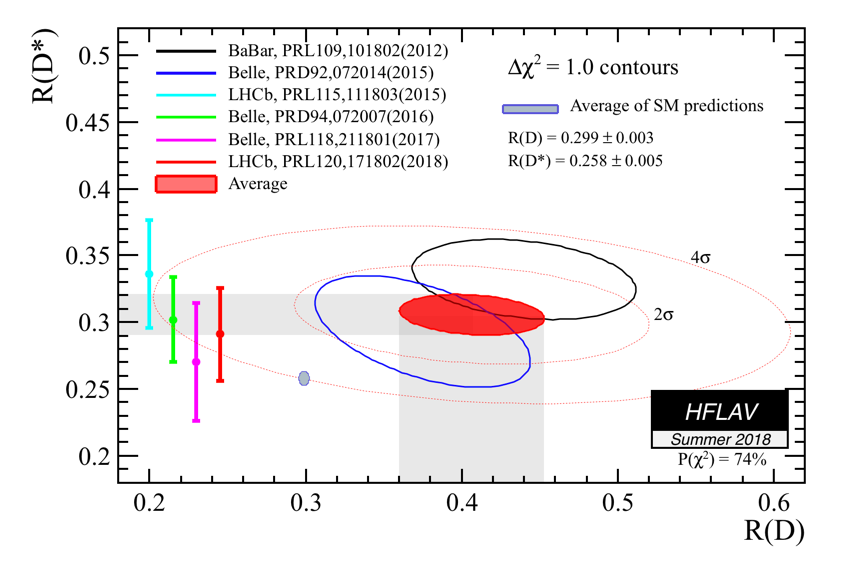 R(D*)
0.5
0.45
0.4
0.35
0.3
0.25
0.2
BaBar, PRL109,101802(2012)
Belle, PRD92,072014(2015)
LHCb, PRL115,111803(2015)
Belle, PRD94,072007(2016)
Belle, PRL118,211801(2017)
LHCb, PRL120,171802(2018)
Average
Δχ² = 1.0 contours
Average of SM predictions
R(D) = 0.299 ± 0.003
R(D*) = 0.258 ± 0.005
4σ
2σ
HFLAV
Summer 2018
P(χ²) = 74%
0.2
0.3
0.4
0.5
0.6
R(D)